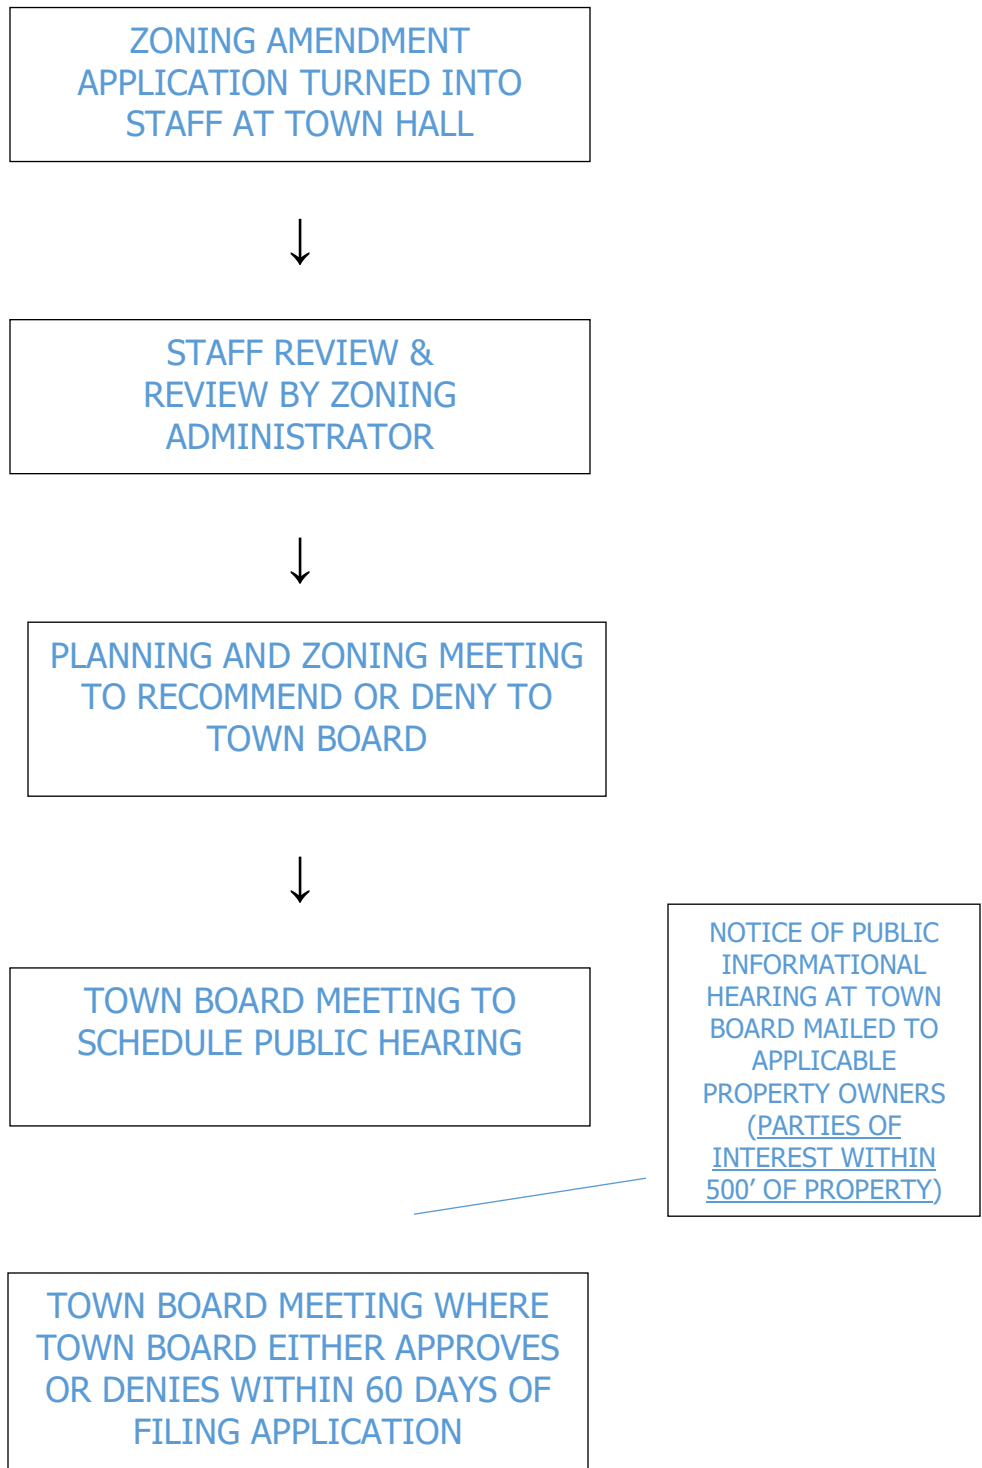 ZONING AMENDMENT
APPLICATION TURNED INTO
STAFF AT TOWN HALL
↓
STAFF REVIEW &
REVIEW BY ZONING
ADMINISTRATOR
↓
PLANNING AND ZONING MEETING
TO RECOMMEND OR DENY TO
TOWN BOARD
↓
TOWN BOARD MEETING TO
SCHEDULE PUBLIC HEARING
NOTICE OF PUBLIC
INFORMATIONAL
HEARING AT TOWN
BOARD MAILED TO
APPLICABLE
PROPERTY OWNERS
(PARTIES OF
INTEREST WITHIN
500’ OF PROPERTY)
TOWN BOARD MEETING WHERE
TOWN BOARD EITHER APPROVES
OR DENIES WITHIN 60 DAYS OF
FILING APPLICATION